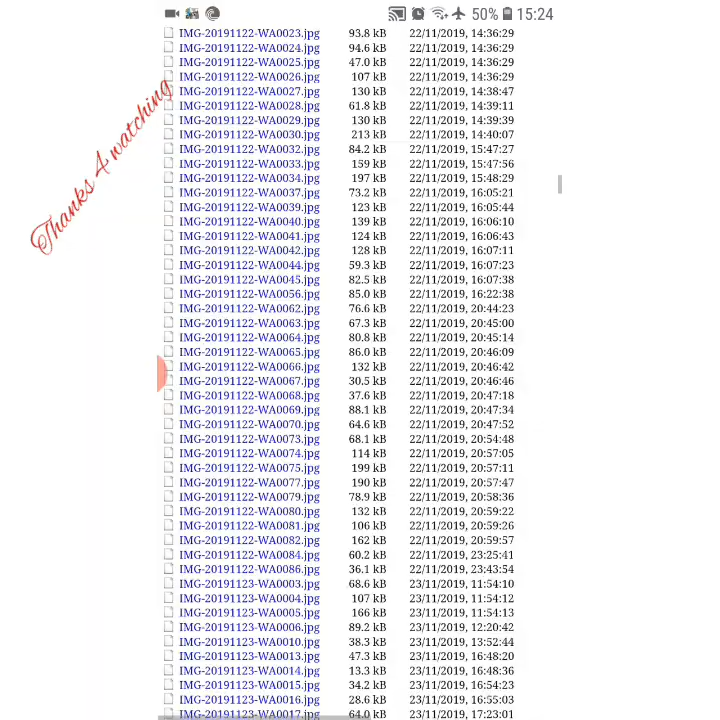 50% 15:24
IMG-20191122-WA0023.jpg 93.8 kB 22/11/2019, 14:36:29
IMG-20191122-WA0024.jpg 94.6 kB 22/11/2019, 14:36:29
IMG-20191122-WA0025.jpg 47.0 kB 22/11/2019, 14:36:29
IMG-20191122-WA0026.jpg 107 kB 22/11/2019, 14:36:29
IMG-20191122-WA0027.jpg 130 kB 22/11/2019, 14:38:47
IMG-20191122-WA0028.jpg 61.8 kB 22/11/2019, 14:39:11
IMG-20191122-WA0029.jpg 130 kB 22/11/2019, 14:39:39
IMG-20191122-WA0030.jpg 213 kB 22/11/2019, 14:40:07
IMG-20191122-WA0032.jpg 84.2 kB 22/11/2019, 15:47:27
IMG-20191122-WA0033.jpg 159 kB 22/11/2019, 15:47:56
IMG-20191122-WA0034.jpg 197 kB 22/11/2019, 15:48:29
IMG-20191122-WA0037.jpg 73.2 kB 22/11/2019, 16:05:21
IMG-20191122-WA0039.jpg 123 kB 22/11/2019, 16:05:44
IMG-20191122-WA0040.jpg 139 kB 22/11/2019, 16:06:10
IMG-20191122-WA0041.jpg 124 kB 22/11/2019, 16:06:43
IMG-20191122-WA0042.jpg 128 kB 22/11/2019, 16:07:11
IMG-20191122-WA0044.jpg 59.3 kB 22/11/2019, 16:07:23
IMG-20191122-WA0045.jpg 82.5 kB 22/11/2019, 16:07:38
IMG-20191122-WA0056.jpg 85.0 kB 22/11/2019, 16:22:38
IMG-20191122-WA0062.jpg 76.6 kB 22/11/2019, 20:44:23
IMG-20191122-WA0063.jpg 67.3 kB 22/11/2019, 20:45:00
IMG-20191122-WA0064.jpg 80.8 kB 22/11/2019, 20:45:14
IMG-20191122-WA0065.jpg 86.0 kB 22/11/2019, 20:46:09
IMG-20191122-WA0066.jpg 132 kB 22/11/2019, 20:46:42
IMG-20191122-WA0067.jpg 30.5 kB 22/11/2019, 20:46:46
IMG-20191122-WA0068.jpg 37.6 kB 22/11/2019, 20:47:18
IMG-20191122-WA0069.jpg 88.1 kB 22/11/2019, 20:47:34
IMG-20191122-WA0070.jpg 64.6 kB 22/11/2019, 20:47:52
IMG-20191122-WA0073.jpg 68.1 kB 22/11/2019, 20:54:48
IMG-20191122-WA0074.jpg 114 kB 22/11/2019, 20:57:05
IMG-20191122-WA0075.jpg 199 kB 22/11/2019, 20:57:11
IMG-20191122-WA0077.jpg 190 kB 22/11/2019, 20:57:47
IMG-20191122-WA0079.jpg 78.9 kB 22/11/2019, 20:58:36
IMG-20191122-WA0080.jpg 132 kB 22/11/2019, 20:59:22
IMG-20191122-WA0081.jpg 106 kB 22/11/2019, 20:59:26
IMG-20191122-WA0082.jpg 162 kB 22/11/2019, 20:59:57
IMG-20191122-WA0084.jpg 60.2 kB 22/11/2019, 23:25:41
IMG-20191122-WA0086.jpg 36.1 kB 22/11/2019, 23:43:54
IMG-20191123-WA0003.jpg 68.6 kB 23/11/2019, 11:54:10
IMG-20191123-WA0004.jpg 107 kB 23/11/2019, 11:54:12
IMG-20191123-WA0005.jpg 166 kB 23/11/2019, 11:54:13
IMG-20191123-WA0006.jpg 89.2 kB 23/11/2019, 12:20:42
IMG-20191123-WA0010.jpg 38.3 kB 23/11/2019, 13:52:44
IMG-20191123-WA0013.jpg 47.3 kB 23/11/2019, 16:48:20
IMG-20191123-WA0014.jpg 13.3 kB 23/11/2019, 16:48:36
IMG-20191123-WA0015.jpg 34.2 kB 23/11/2019, 16:54:23
IMG-20191123-WA0016.jpg 28.6 kB 23/11/2019, 16:55:03
IMG-20191123-WA0017.jpg 64.0 kB 23/11/2019, 17:23:01
Thanks 4 watching